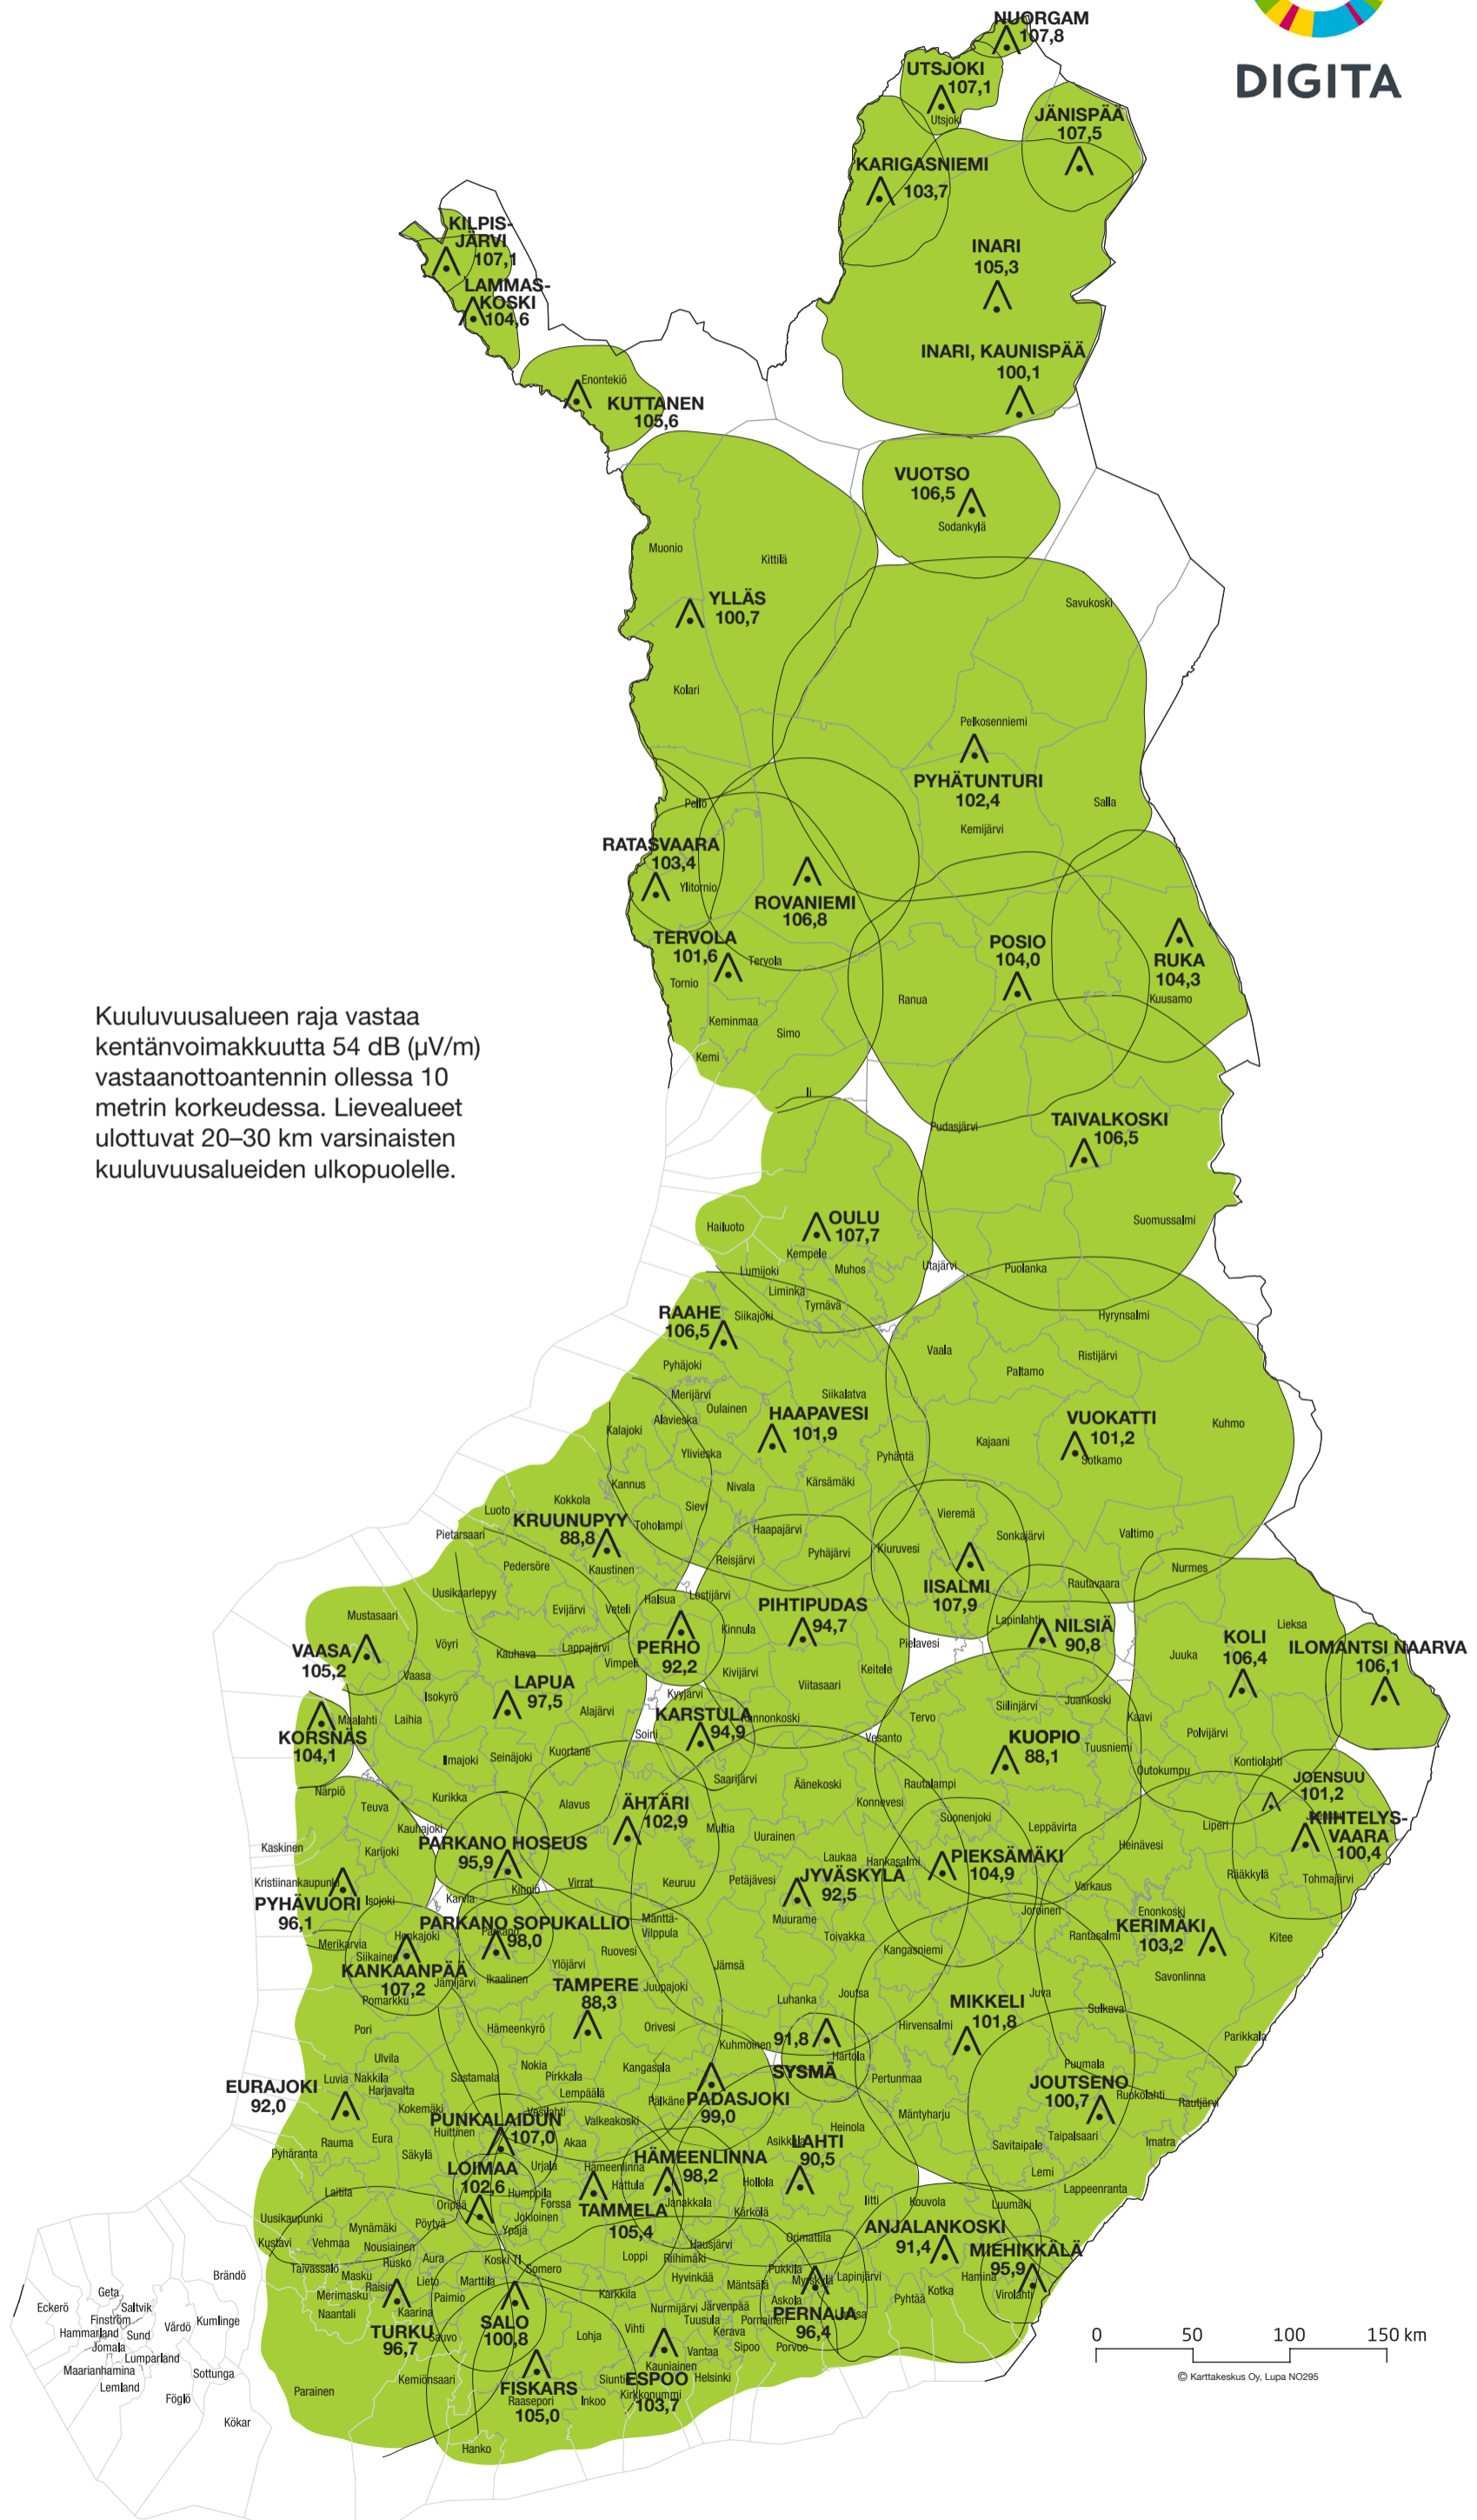 DIGITA
NUORGAM
107,8
UTSJOKI
107,1
Utsjoki
JÄNISPÄÄ
107,5
KARIGASNIEMI
103,7
KILPIS-
JÄRVI
107,1
INARI
105,3
LAMMAS-
KOSKI
104,6
INARI, KAUNISPÄÄ
100,1
Enontekiö
KUTTANEN
105,6
VUOTSO
106,5
Sodankylä
Muonio
Kittilä
YLLÄS
100,7
Savukoski
Kolari
Pelkosenniemi
PYHÄTUNTURI
102,4
Salla
Pello
Kemijärvi
RATASVAARA
103,4
Ylitornio
ROVANIEMI
106,8
TERVOLA
101,6
Tervola
POSIO
104,0
RUKA
104,3
Tornio
Ranua
Kuusamo
Keminmaa
Simo
Kemi
Kuuluvuusalueen raja vastaa
kentänvoimakkuutta 54 dB (µV/m)
vastaanottoantennin ollessa 10
metrin korkeudessa. Lievealueet
ulottuvat 20–30 km varsinaisten
kuuluvuusalueiden ulkopuolelle.
Ii
Pudasjärvi
TAIVALKOSKI
106,5
Hailuoto
OULU
107,7
Suomussalmi
Kempele
Lumijoki
Muhos
Utajärvi
Puolanka
Liminka
Tyrnävä
RAAHE
106,5
Siikajoki
Hyrynsalmi
Vaala
Ristijärvi
Pyhäjoki
Paltamo
Merijärvi
Siikalatva
Oulainen
Alavieska
HAAPAVESI
101,9
VUOKATTI
101,2
Kuhmo
Kalajoki
Kajaani
Ylivieska
Pyhäntä
Sotkamo
Kannus
Nivala
Kärsämäki
Kokkola
Sievi
Luoto
Vieremä
KRUUNUPYY
88,8
Toholampi
Haapajärvi
Sonkajärvi
Valtimo
Pietarsaari
Reisjärvi
Pyhäjärvi
Kiuruvesi
Pedersöre
Kaustinen
Nurmes
IISALMI
107,9
Rautavaara
Uusikaarlepyy
Halsua
Lestijärvi
Evijärvi
Veteli
PIHTIPUDAS
94,7
Mustasaari
Lapinlahti
NILSIÄ
90,8
Lieksa
Kinnula
Vöyri
Kauhava
Lappajärvi
PERHO
92,2
Pielavesi
KOLI
106,4
ILOMANTSI NAARVA
106,1
VAASA
105,2
Juuka
Vimpeli
Kivijärvi
Keitele
Vaasa
LAPUA
97,5
Viitasaari
Isokyrö
Kyyjärvi
Siilinjärvi
Juankoski
Alajärvi
KARSTULA
94,9
Kannonkoski
Tervo
Kaavi
Maalahti
Laihia
KORSNÄS
104,1
Soini
Vesanto
KUOPIO
88,1
Polvijärvi
Tuusniemi
Ilmajoki
Seinäjoki
Kuortane
Kontiolahti
Outokumpu
Närpiö
Saarijärvi
Äänekoski
Rautalampi
JOENSUU
101,2
Teuva
Kurikka
Alavus
ÄHTÄRI
102,9
Konnevesi
Suonenjoki
Kauhajoki
Multia
Uurainen
Leppävirta
Liperi
KIIHTELYS-
VAARA
100,4
Kaskinen
PARKANO HOSEUS
95,9
Heinävesi
Karijoki
Laukaa
Hankasalmi
PIEKSÄMÄKI
104,9
Rääkkylä
Tohmajärvi
Kristiinankaupunki
Kihniö
Virrat
Keuruu
Petäjävesi
JYVÄSKYLÄ
92,5
Varkaus
PYHÄVUORI
96,1
Isojoki
Karvia
Joroinen
Enonkoski
PARKANO SOPUKALLIO
98,0
Mänttä-
Vilppula
Muurame
KERIMÄKI
103,2
Merikarvia
Honkajoki
Parkano
Toivakka
Rantasalmi
Kitee
Siikainen
Ruovesi
Kangasniemi
KANKAANPÄÄ
107,2
Ylöjärvi
Jämsä
Jämijärvi
Ikaalinen
Savonlinna
TAMPERE
88,3
Juupajoki
Pomarkku
Luhanka
Joutsa
Juva
MIKKELI
101,8
Sulkava
Pori
Hämeenkyrö
Orivesi
Hirvensalmi
91,8
Hartola
Parikkala
Ulvila
Kuhmoinen
Nokia
Kangasala
SYSMÄ
Puumala
Luvia
Nakkila
Sastamala
Pirkkala
Pertunmaa
JOUTSENO
100,7
EURAJOKI
92,0
Harjavalta
Lempäälä
Pälkäne
PADASJOKI
99,0
Ruokolahti
Rautjärvi
Kokemäki
Vesilahti
Mäntyharju
PUNKALAIDUN
107,0
Valkeakoski
Heinola
Taipalsaari
Huittinen
Rauma
Eura
Akaa
Asikkala
LAHTI
90,5
Savitaipale
Imatra
Pyhäranta
Säkylä
LOIMAA
102,6
Urjala
Hämeenlinna
HÄMEENLINNA
98,2
Lemi
Hattula
Hollola
Lappeenranta
Laitila
Humppila
Forssa
Janakkala
Oripää
Jokioinen
TAMMELA
105,4
Kärkölä
Iitti
Kouvola
Luumäki
Uusikaupunki
Pöytyä
Ypäjä
Mynämäki
ANJALANKOSKI
91,4
Kustavi
Vehmaa
Nousiainen
Hausjärvi
Orimattila
MIEHIKKÄLÄ
95,9
Rusko
Aura
Koski Tl
Loppi
Riihimäki
Taivassalo
Masku
Somero
Pukkila
Brändö
Raisio
Lieto
Marttila
Hyvinkää
Mäntsälä
Myrskylä
Lapinjärvi
Hamina
Merimasku
Paimio
Karkkila
Askola
Pyhtää
Kotka
Virolahti
Geta
Naantali
Kaarina
Nurmijärvi
Järvenpää
Eckerö
Saltvik
TURKU
96,7
SALO
100,8
Tuusula
Pornainen
PERNAJA
96,4
Finström
Kumlinge
Vihti
Kerava
Hammarland
Sund
Vårdö
Sauvo
Lohja
Sipoo
Porvoo
Jomala
Vantaa
Lumparland
Kauniainen
Maarianhamina
Sottunga
Kemiönsaari
FISKARS
105,0
Siuntio
ESPOO
103,7
Helsinki
Lemland
Parainen
Raasepori
Inkoo
Kirkkonummi
Föglö
Kökar
Hanko
0 50 100 150 km
© Karttakeskus Oy, Lupa NO295